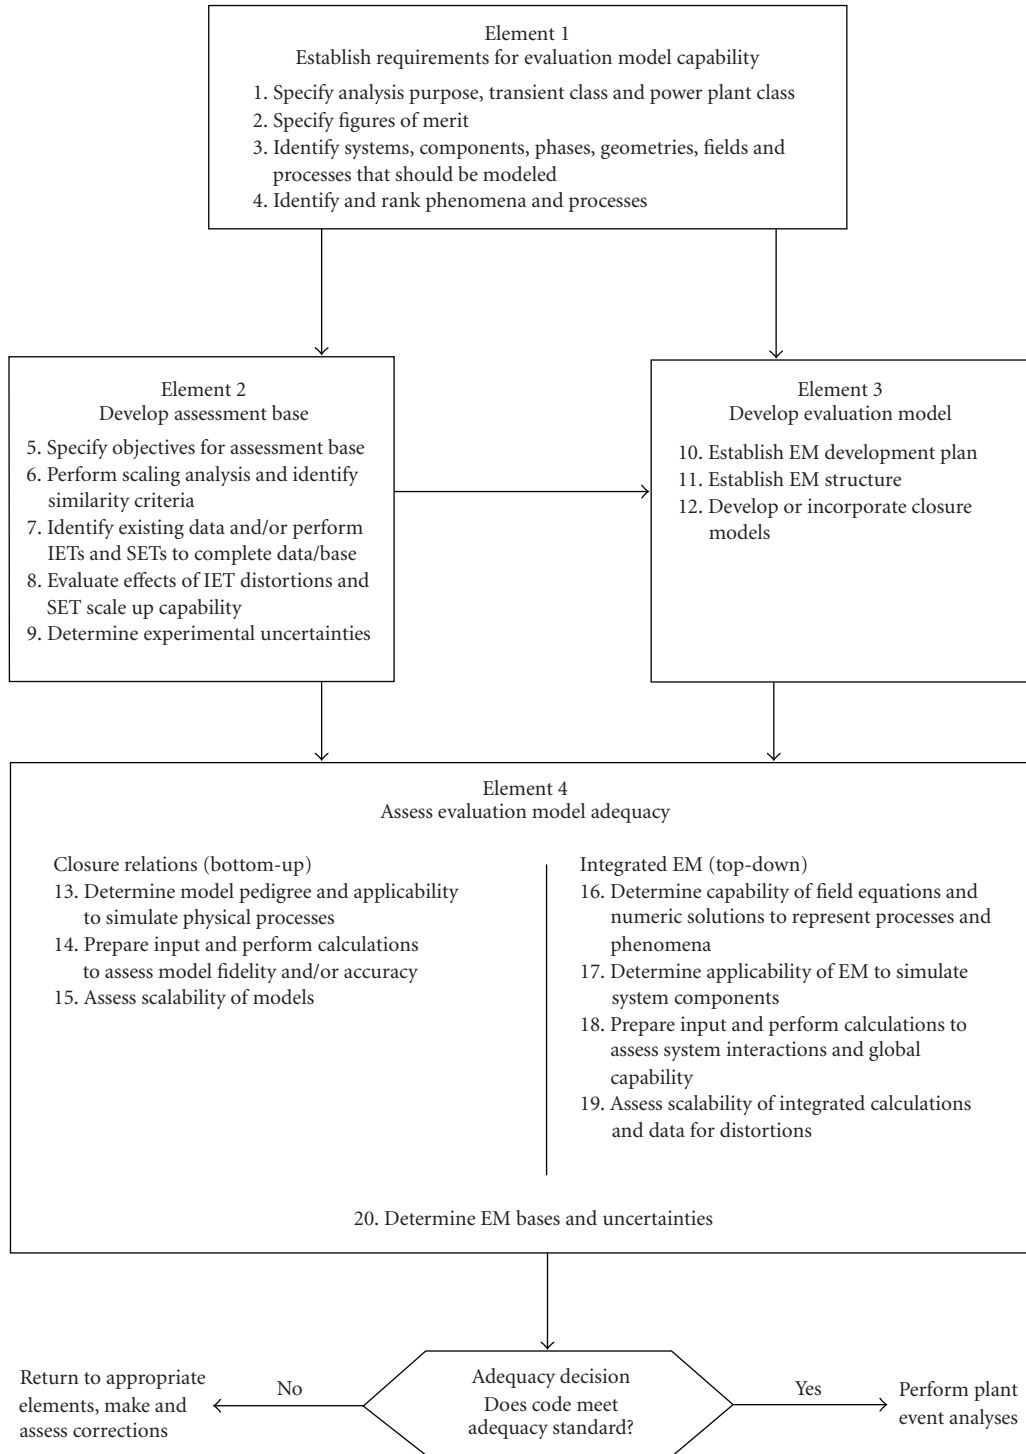 Element 1
Establish requirements for evaluation model capability
1. Specify analysis purpose, transient class and power plant class
2. Specify figures of merit
3. Identify systems, components, phases, geometries, fields and
processes that should be modeled
4. Identify and rank phenomena and processes
Element 2
Develop assessment base
5. Specify objectives for assessment base
6. Perform scaling analysis and identify
similarity criteria
7. Identify existing data and/or perform
IETs and SETs to complete data/base
8. Evaluate effects of IET distortions and
SET scale up capability
9. Determine experimental uncertainties
Element 3
Develop evaluation model
10. Establish EM development plan
11. Establish EM structure
12. Develop or incorporate closure
models
Element 4
Assess evaluation model adequacy
Closure relations (bottom-up)
13. Determine model pedigree and applicability
to simulate physical processes
14. Prepare input and perform calculations
to assess model fidelity and/or accuracy
15. Assess scalability of models
Integrated EM (top-down)
16. Determine capability of field equations and
numeric solutions to represent processes and
phenomena
17. Determine applicability of EM to simulate
system components
18. Prepare input and perform calculations to
assess system interactions and global
capability
19. Assess scalability of integrated calculations
and data for distortions
20. Determine EM bases and uncertainties
Adequacy decision
Does code meet
adequacy standard?
No
Return to appropriate
elements, make and
assess corrections
Yes
Perform plant
event analyses